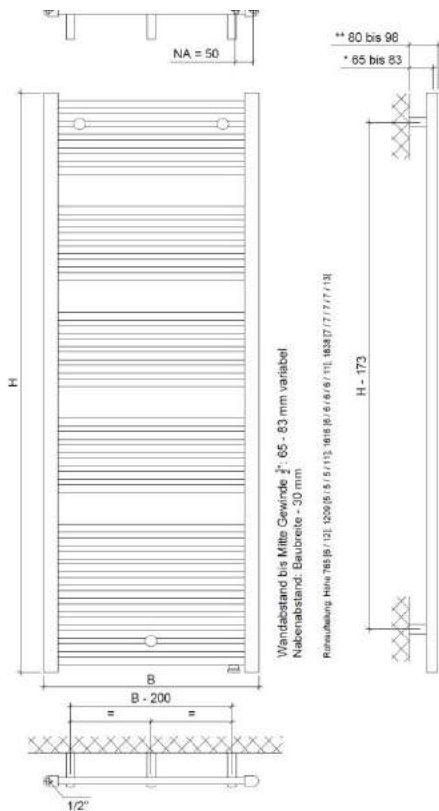 NA = 50
** 80 bis 98
* 65 bis 83
H
Wandabstand bis Mitte Gewinde ½": 65 - 83 mm variabel
Nabenabstand: Baubreite - 30 mm
H - 173
B
B - 200
= =
1/2"